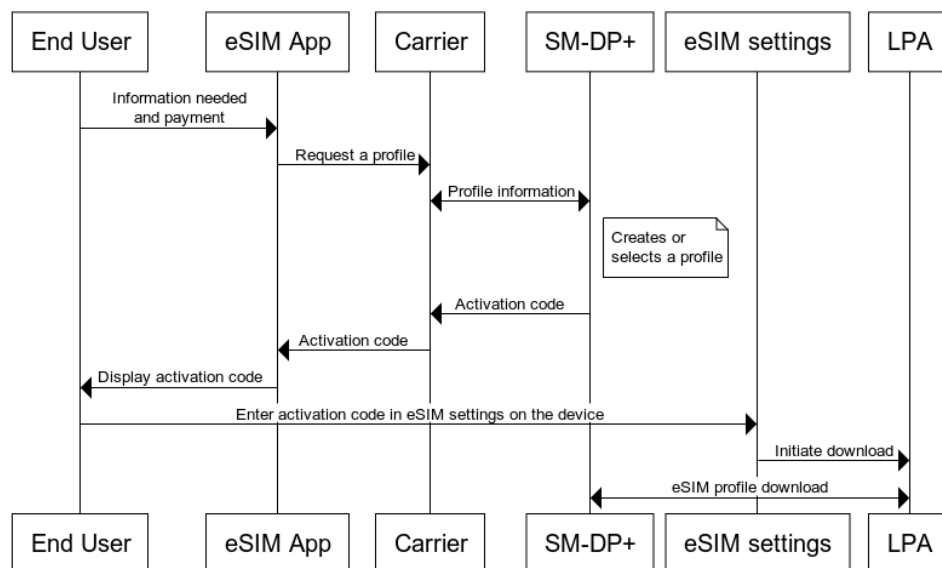 End User
eSIM App
Carrier
SM-DP+
eSIM settings
LPA
Information needed
and payment
Request a profile
Profile information
Creates or
selects a profile
Activation code
Activation code
Display activation code
Enter activation code in eSIM settings on the device
Initiate download
eSIM profile download
End User
eSIM App
Carrier
SM-DP+
eSIM settings
LPA